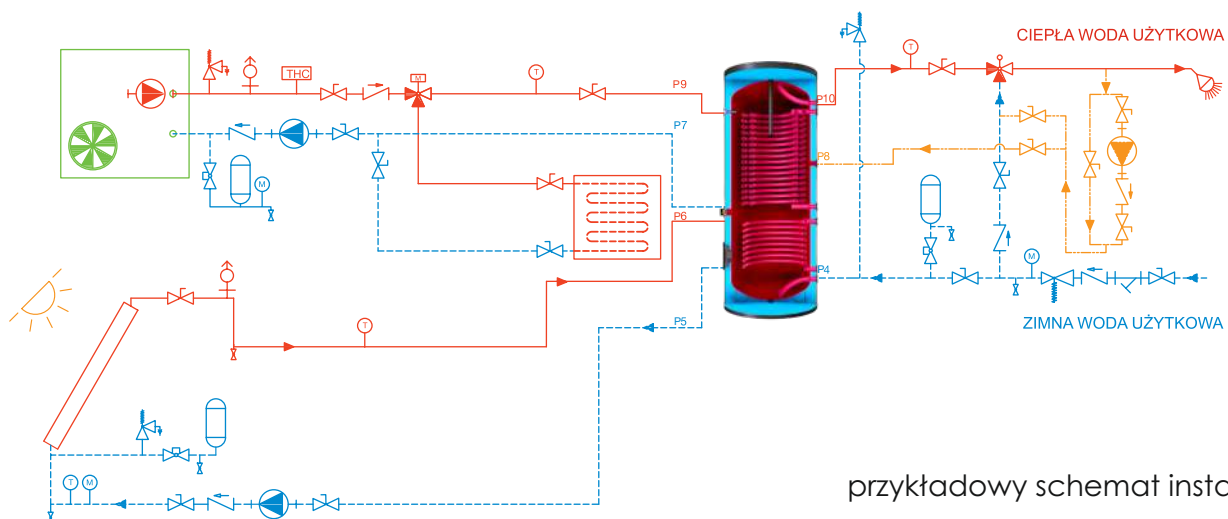 CIEPŁA WODA UŻYTKOWA
T
THC
M
T
P9
P10
P7
P8
M
P6
P4
M
T
P5
ZIMNA WODA UŻYTKOWA
T
M
przykładowy schemat insta